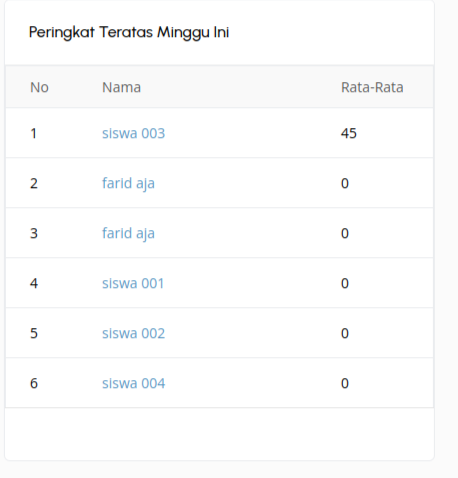 Peringkat Teratas Minggu Ini
No Nama Rata-Rata
1 siswa 003 45
2 farid aja 0
3 farid aja 0
4 siswa 001 0
5 siswa 002 0
6 siswa 004 0